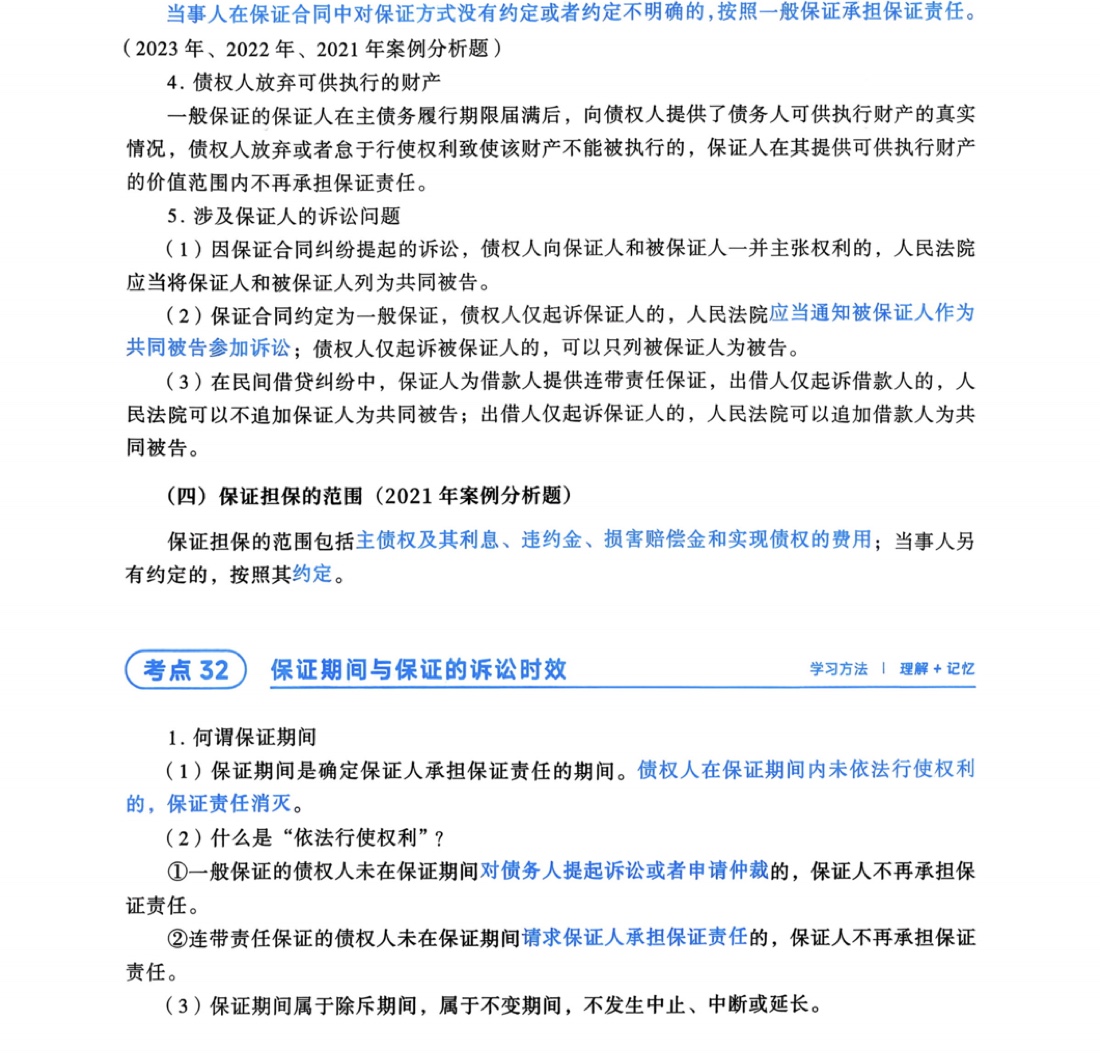 当事人在保证合同中对保证方式没有约定或者约定不明确的，按照一般保证承担保证责任。
（2023 年、2022 年、2021 年案例分析题）
4. 债权人放弃可供执行的财产
一般保证的保证人在主债务履行期限届满后，向债权人提供了债务人可供执行财产的真实
情况，债权人放弃或者怠于行使权利致使该财产不能被执行的，保证人在其提供可供执行财产
的价值范围内不再承担保证责任。
5. 涉及保证人的诉讼问题
（1）因保证合同纠纷提起的诉讼，债权人向保证人和被保证人一并主张权利的，人民法院
应当将保证人和被保证人列为共同被告。
（2）保证合同约定为一般保证，债权人仅起诉保证人的，人民法院应当通知被保证人作为
共同被告参加诉讼；债权人仅起诉被保证人的，可以只列被保证人为被告。
（3）在民间借贷纠纷中，保证人为借款人提供连带责任保证，出借人仅起诉借款人的，人
民法院可以不追加保证人为共同被告；出借人仅起诉保证人的，人民法院可以追加借款人为共
同被告。
（四）保证担保的范围（2021 年案例分析题）
保证担保的范围包括主债权及其利息、违约金、损害赔偿金和实现债权的费用；当事人另
有约定的，按照其约定。
考点 32 保证期间与保证的诉讼时效 学习方法 | 理解 + 记忆
1. 何谓保证期间
（1）保证期间是确定保证人承担保证责任的期间。债权人在保证期间内未依法行使权利
的，保证责任消灭。
（2）什么是“依法行使权利”？
①一般保证的债权人未在保证期间对债务人提起诉讼或者申请仲裁的，保证人不再承担保
证责任。
②连带责任保证的债权人未在保证期间请求保证人承担保证责任的，保证人不再承担保证
责任。
（3）保证期间属于除斥期间，属于不变期间，不发生中止、中断或延长。